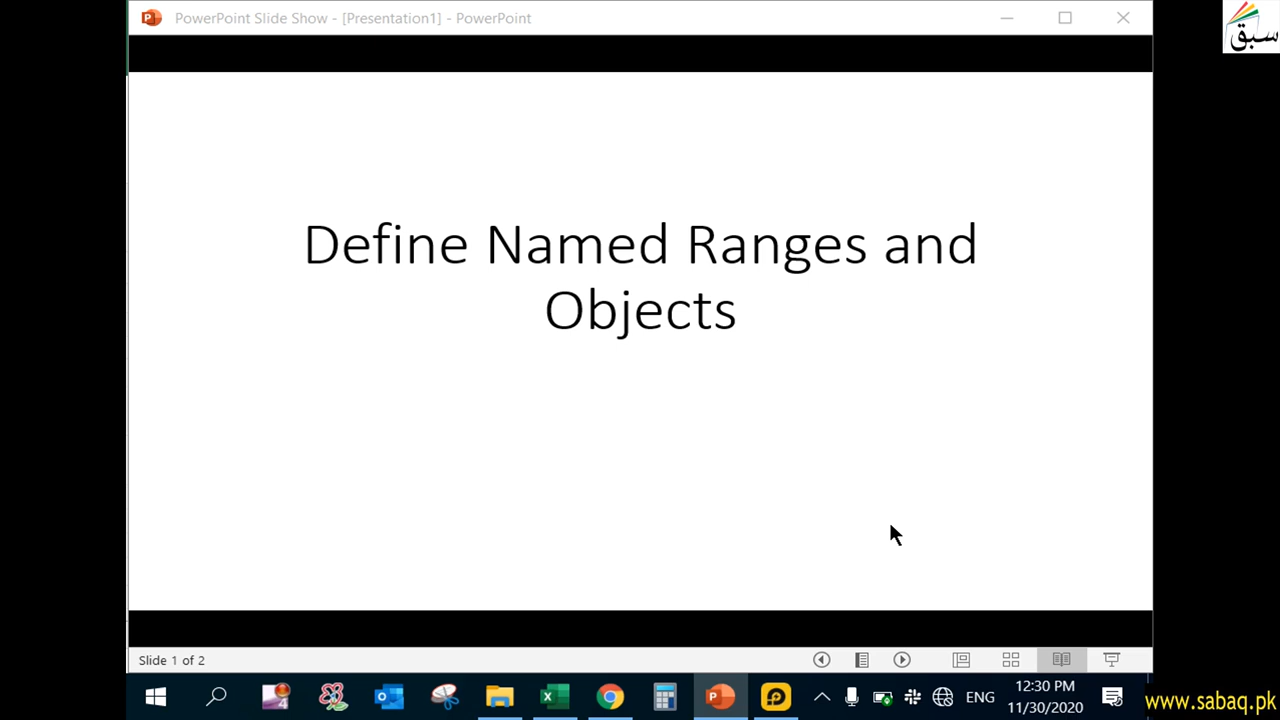 PowerPoint Slide Show - [Presentation1] - PowerPoint
سبق
Define Named Ranges and
Objects
Slide 1 of 2
ENG
12:30 PM
11/30/2020
www.sabaq.pk